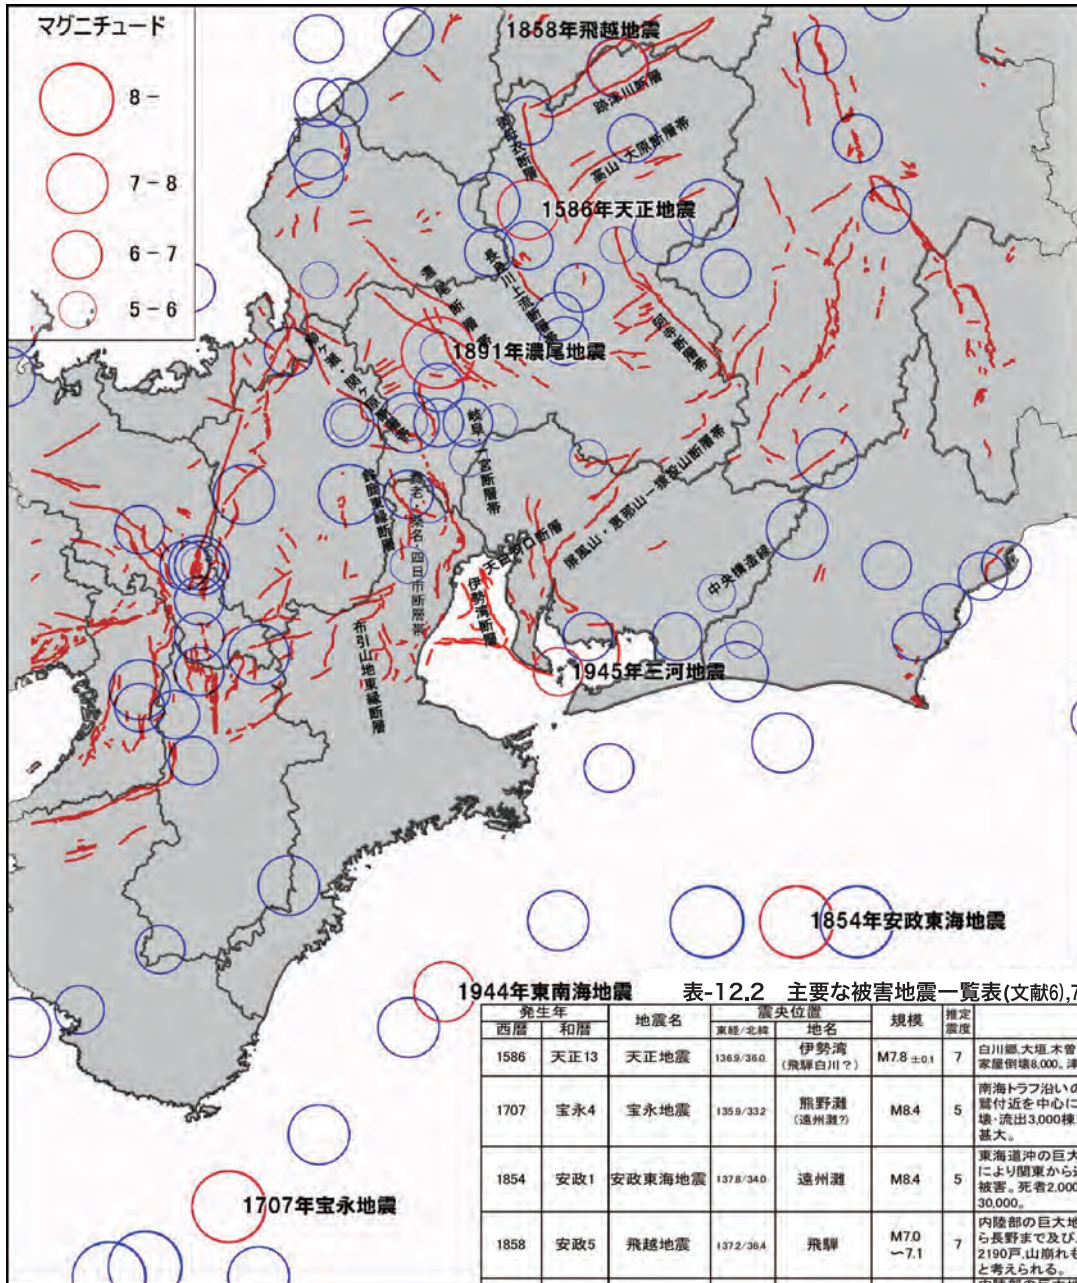 マグニチュード
8 -
7 - 8
6 - 7
5 - 6
1858年飛越地震
跡津川断層
御母衣断層
高山・大原断層帯
1586年天正地震
長良川上流断層帯
濃尾断層帯
阿寺断層帯
1891年濃尾地震
柳ヶ瀬・関ヶ原断層帯
岐阜-一宮断層帯
鈴鹿東縁断層
養老-桑名-四日市断層帯
屏風山・恵那山-猿投山断層帯
天白河口断層
伊勢湾断層
中央構造線
布引山地東縁断層
1945年三河地震
1854年安政東海地震
1944年東南海地震
1707年宝永地震
表-12.2 主要な被害地震一覧表(文献6),7
発生年 地震名 震央位置 規模 推定震度
西暦 和暦 東経/北緯 地名
1586 天正13 天正地震 136.9/36.0 伊勢湾 (飛騨白川?) M7.8 ±0.1 7
白川郷、大垣、木曽
家屋倒壊8,000。津
1707 宝永4 宝永地震 135.9/33.2 熊野灘 (遠州灘?) M8.4 5
南海トラフ沿いの
鷲付近を中心に
壊・流出3,000棟
甚大。
1854 安政1 安政東海地震 137.8/34.0 遠州灘 M8.4 5
東海道沖の巨大
により関東から近
被害。死者2,000
30,000。
1858 安政5 飛越地震 137.2/36.4 飛騨 M7.0 ~7.1 7
内陸部の巨大地
ら長野まで及び、
2190戸、山崩れも
と考えられる。